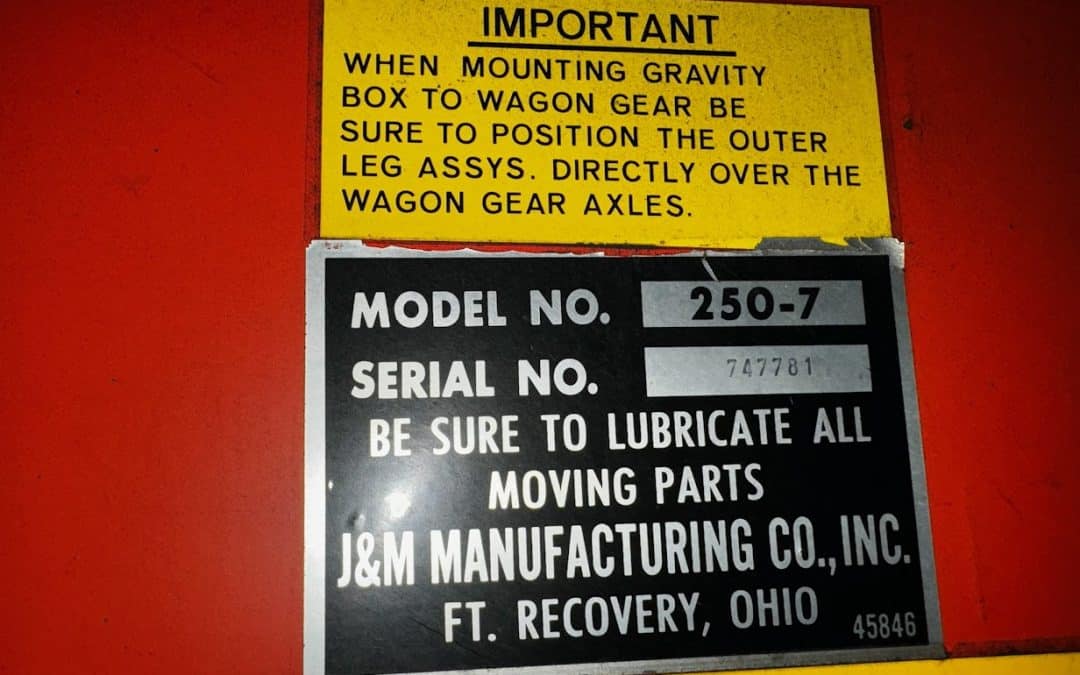 IMPORTANT
WHEN MOUNTING GRAVITY
BOX TO WAGON GEAR BE
SURE TO POSITION THE OUTER
LEG ASSYS. DIRECTLY OVER THE
WAGON GEAR AXLES.
MODEL NO. 250-7
SERIAL NO. 747781
BE SURE TO LUBRICATE ALL
MOVING PARTS
J&M MANUFACTURING CO., INC.
FT. RECOVERY, OHIO
45846